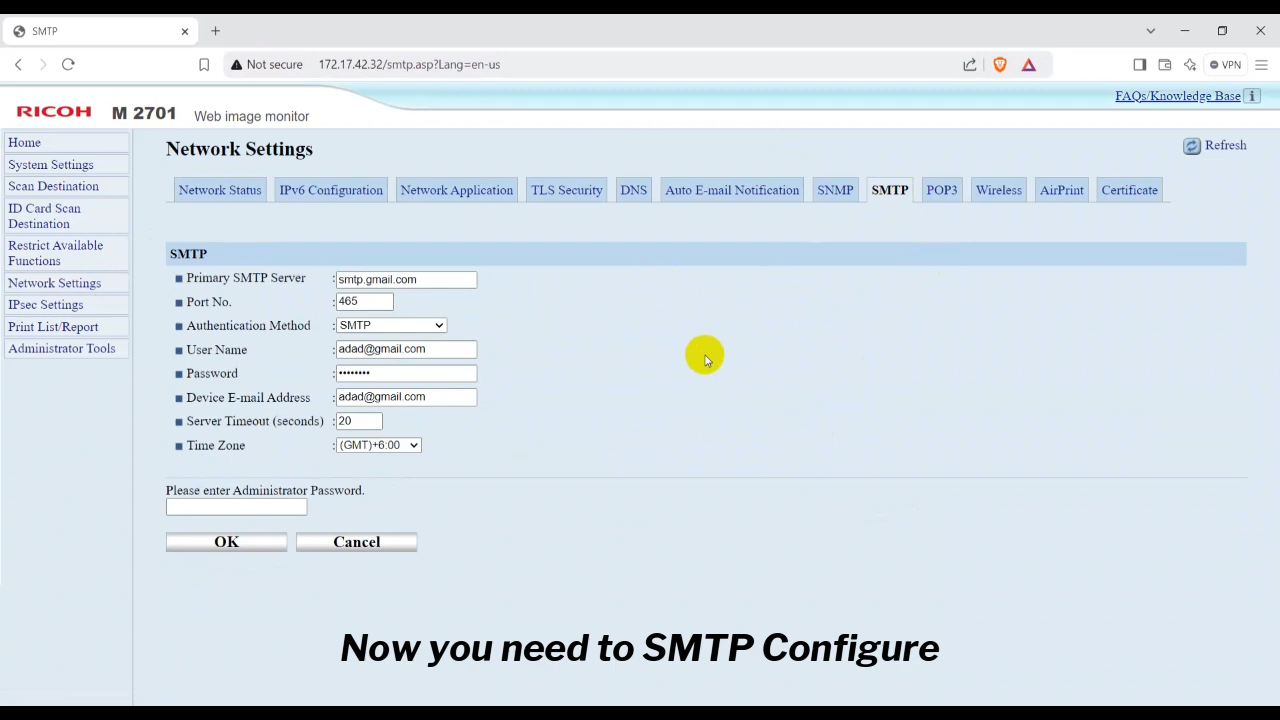 SMTP
Not secure 172.17.42.32/smtp.asp?Lang=en-us
VPN
FAQs/Knowledge Base
RICOH M 2701 Web image monitor
Home
System Settings
Scan Destination
ID Card Scan
Destination
Restrict Available
Functions
Network Settings
IPsec Settings
Print List/Report
Administrator Tools
Network Settings
Refresh
Network Status IPv6 Configuration Network Application TLS Security DNS Auto E-mail Notification SNMP SMTP POP3 Wireless AirPrint Certificate
SMTP
Primary SMTP Server : smtp.gmail.com
Port No. : 465
Authentication Method : SMTP
User Name : adad@gmail.com
Password : ••••••••
Device E-mail Address : adad@gmail.com
Server Timeout (seconds) : 20
Time Zone : (GMT)+6:00
Please enter Administrator Password.
OK Cancel
Now you need to SMTP Configure